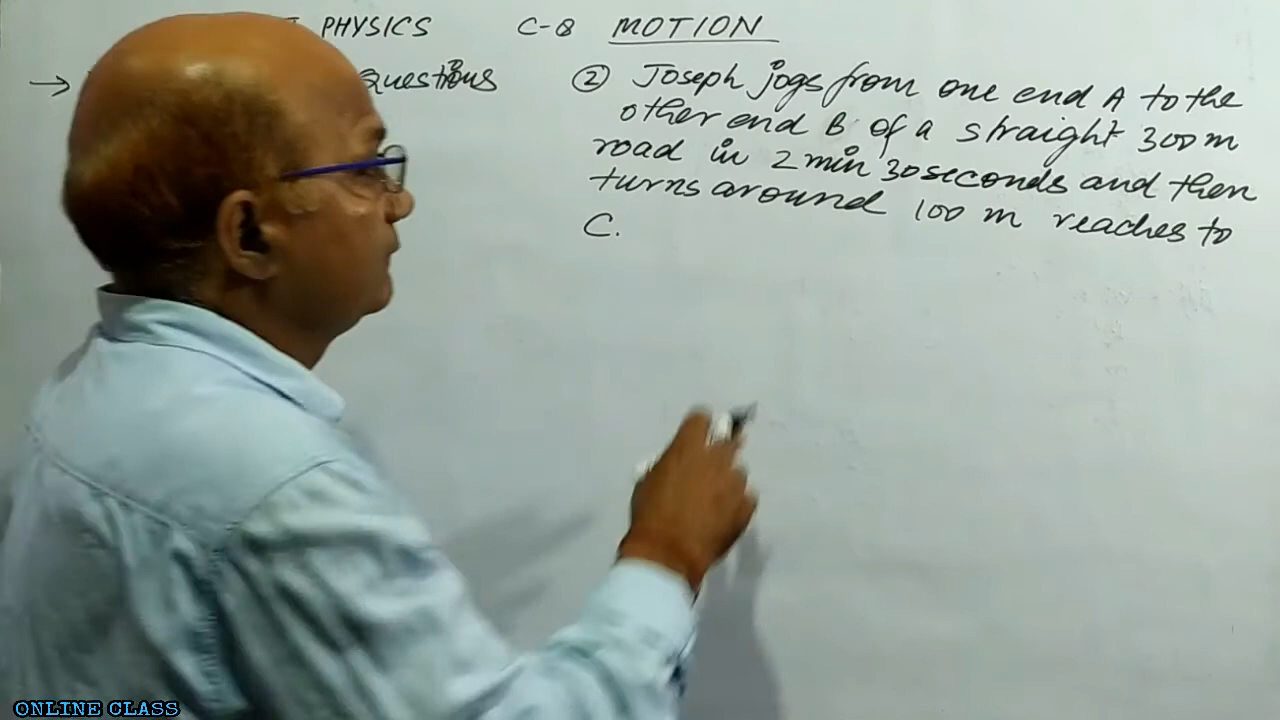 PHYSICS C-8 MOTION
→ Questions
② Joseph jogs from one end A to the
other end B of a straight 300 m
road in 2 min 30 seconds and then
turns around 100 m reaches to
C.
ONLINE CLASS